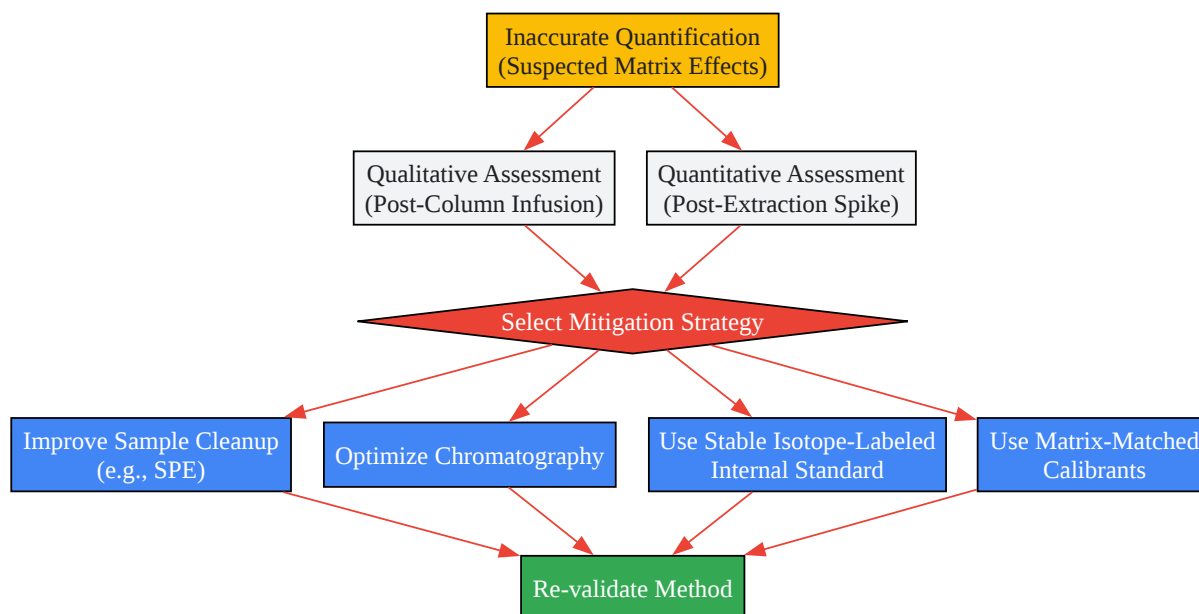 Inaccurate Quantification
(Suspected Matrix Effects)
Qualitative Assessment
(Post-Column Infusion)
Quantitative Assessment
(Post-Extraction Spike)
Select Mitigation Strategy
Improve Sample Cleanup
(e.g., SPE)
Optimize Chromatography
Use Stable Isotope-Labeled
Internal Standard
Use Matrix-Matched
Calibrants
Re-validate Method